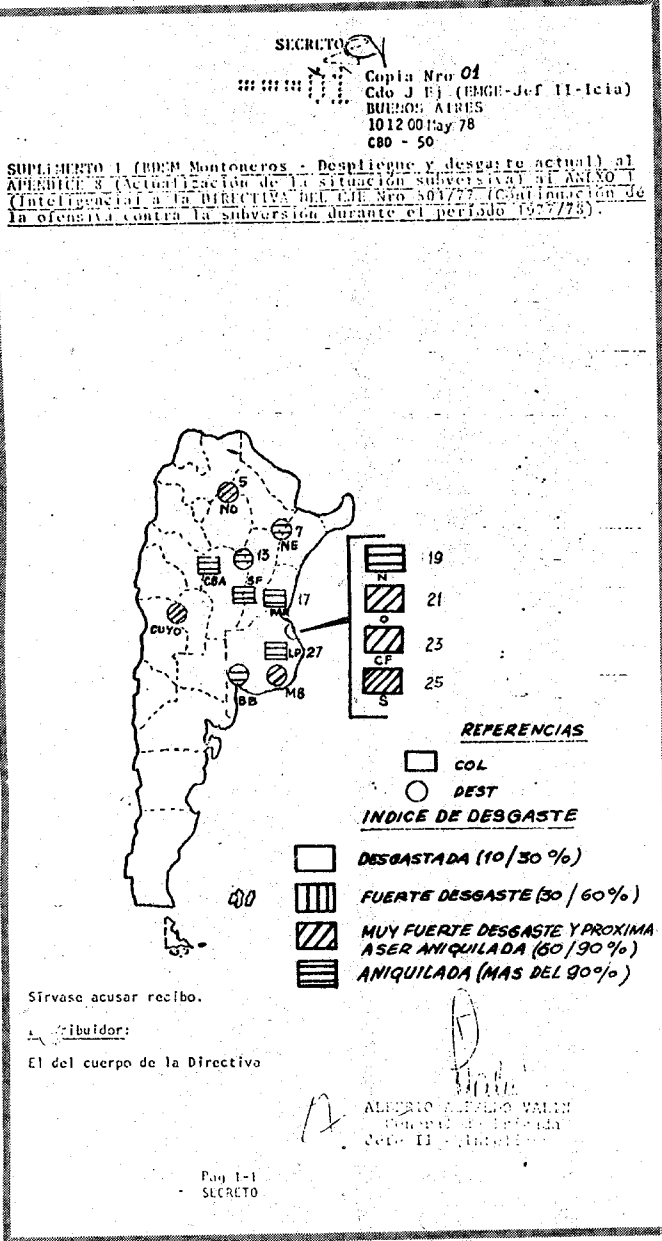 SECRETO
Copia Nro 01
Cdo J Ej (EMGE-Jef II-Icia)
BUENOS AIRES
101200 May 78
CBD - 50
SUPLEMENTO 1 (BDSM Montoneros - Despliegue y desgaste actual) al
APENDICE 8 (Actualización de la situación subversiva) al ANEXO 1
(Inteligencia) a la DIRECTIVA DEL CJE Nro 504/77 (Continuación de
la ofensiva contra la subversión durante el período 1977/78).
5
NO
7
NE
13
CBA
SF
17
CUYO
LP 27
BB
MB
19
N
21
O
23
CF
25
S
REFERENCIAS
COL
DEST
INDICE DE DESGASTE
DESGASTADA (10/30 %)
FUERTE DESGASTE (30 / 60%)
MUY FUERTE DESGASTE Y PROXIMA
A SER ANIQUILADA (60/90 %)
ANIQUILADA (MAS DEL 90%)
Sírvase acusar recibo.
El del cuerpo de la Directiva
VALIN
Pag 1-1
SECRETO